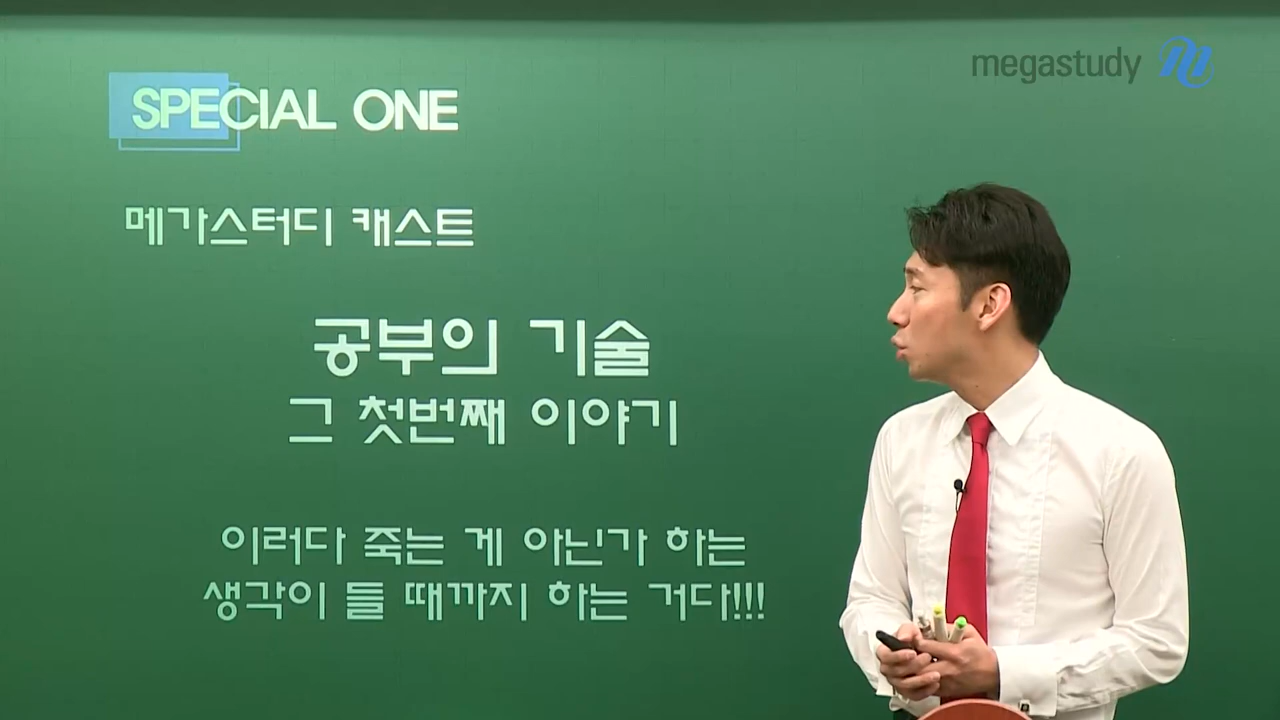 megastudy
SPECIAL ONE
메가스터디 캐스트
공부의 기술
그 첫번째 이야기
이러다 죽는 게 아닌가 하는
생각이 들 때까지 하는 거다!!!